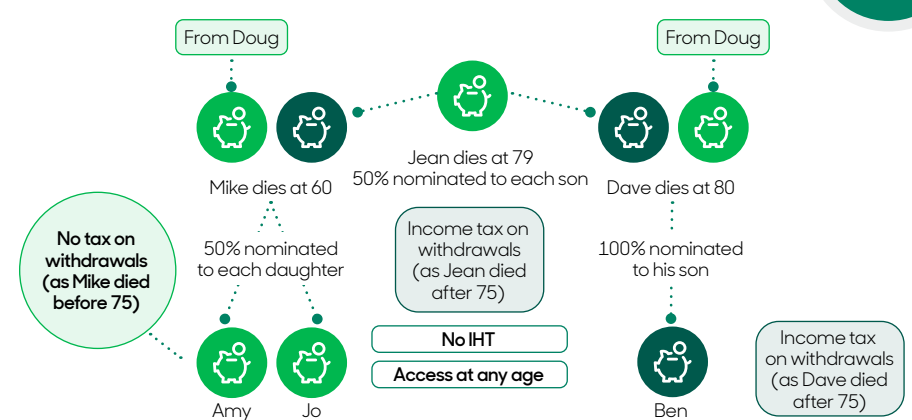 From Doug
From Doug
Jean dies at 79
50% nominated to each son
Mike dies at 60
Dave dies at 80
No tax on
withdrawals
(as Mike died
before 75)
50% nominated
to each daughter
Income tax on
withdrawals
(as Jean died
after 75)
100% nominated
to his son
No IHT
Access at any age
Income tax
on withdrawals
(as Dave died
after 75)
Amy
Jo
Ben